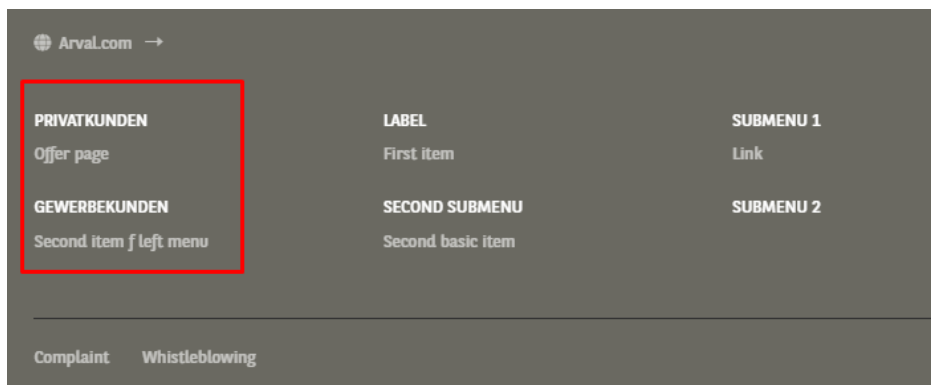 Arval.com →
PRIVATKUNDEN
Offer page
GEWERBEKUNDEN
Second item f left menu
LABEL
First item
SECOND SUBMENU
Second basic item
SUBMENU 1
Link
SUBMENU 2
Complaint
Whistleblowing